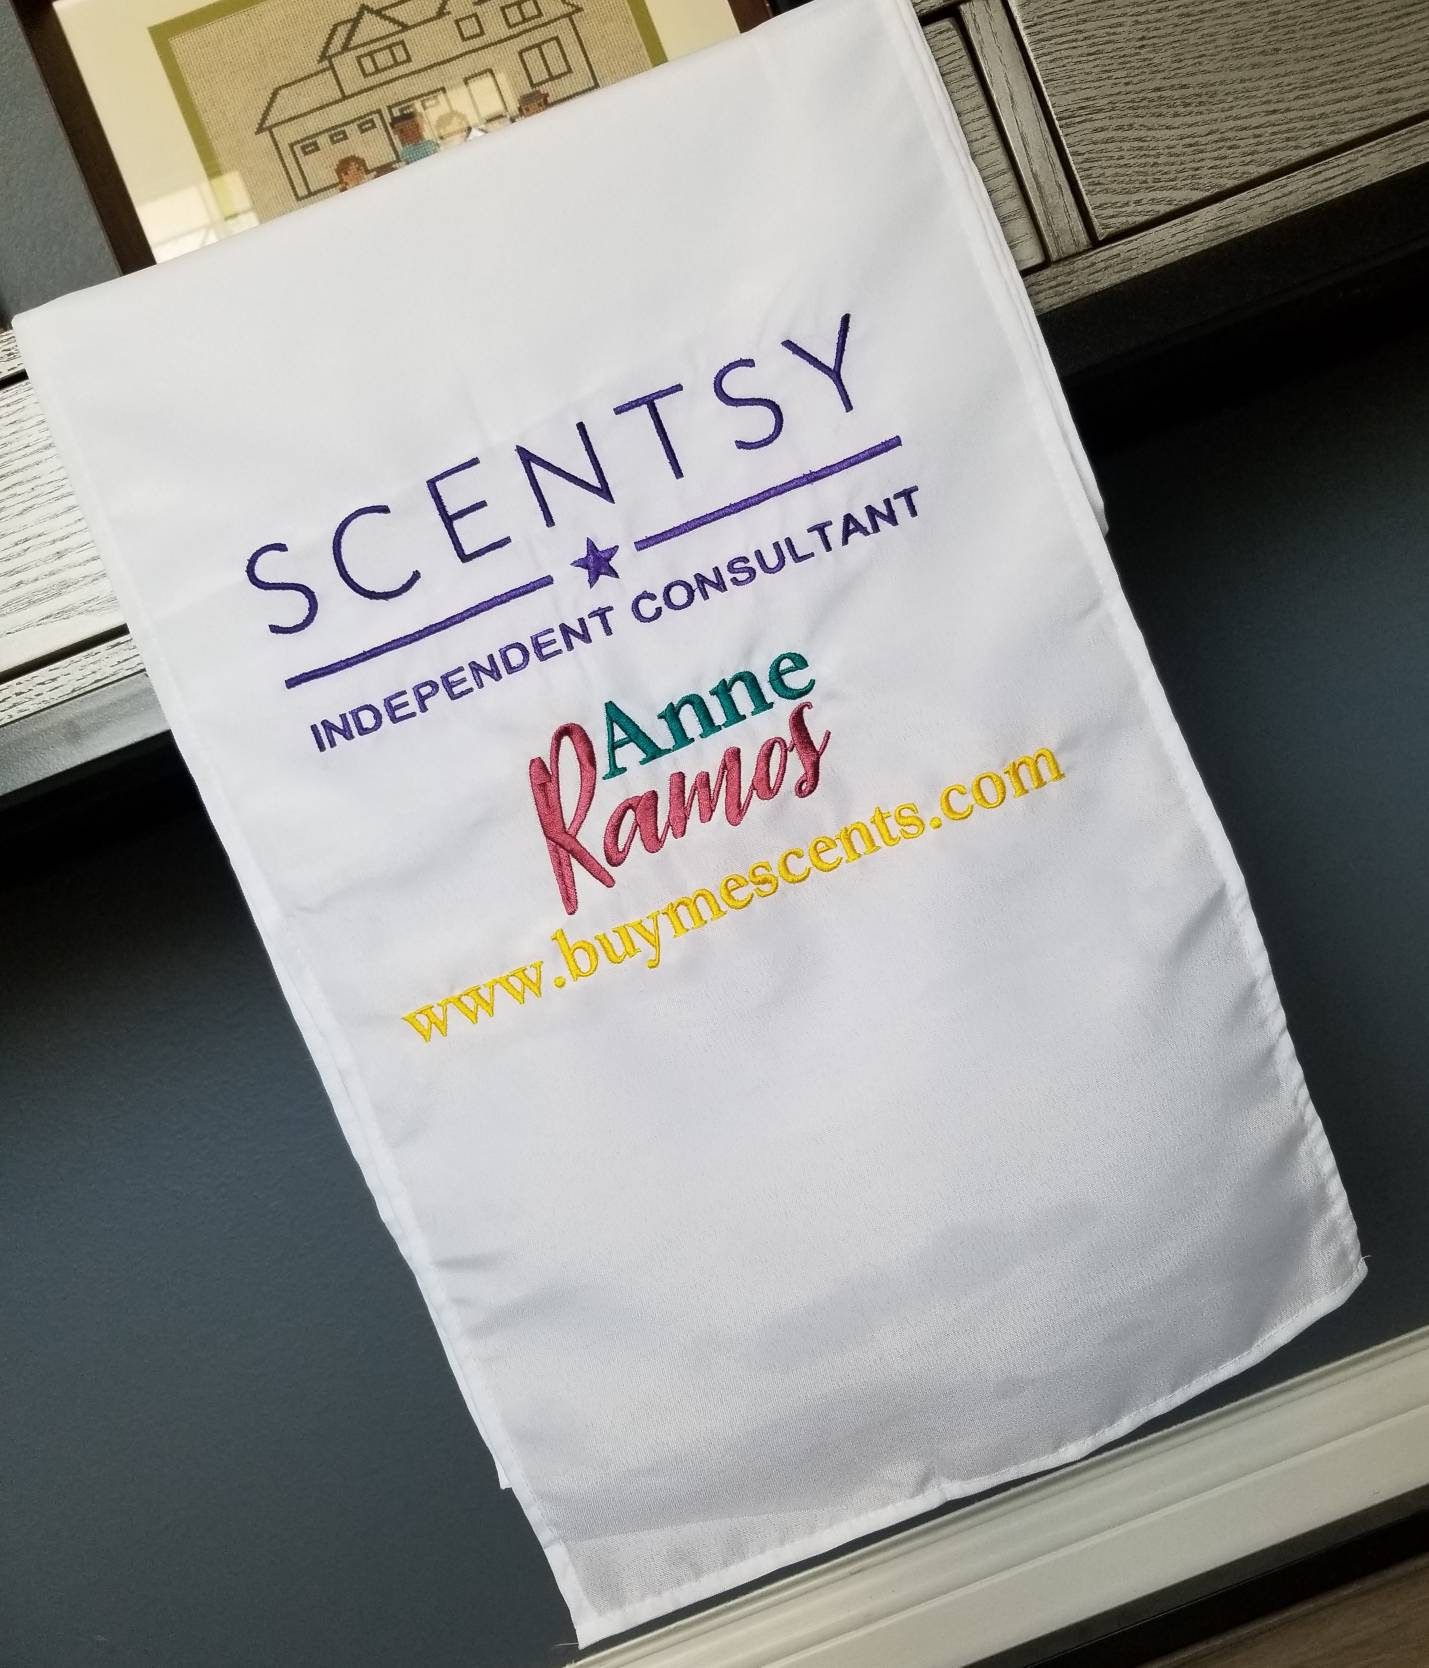 SCENTSY
INDEPENDENT CONSULTANT
Anne
Ramos
www.buymescents.com